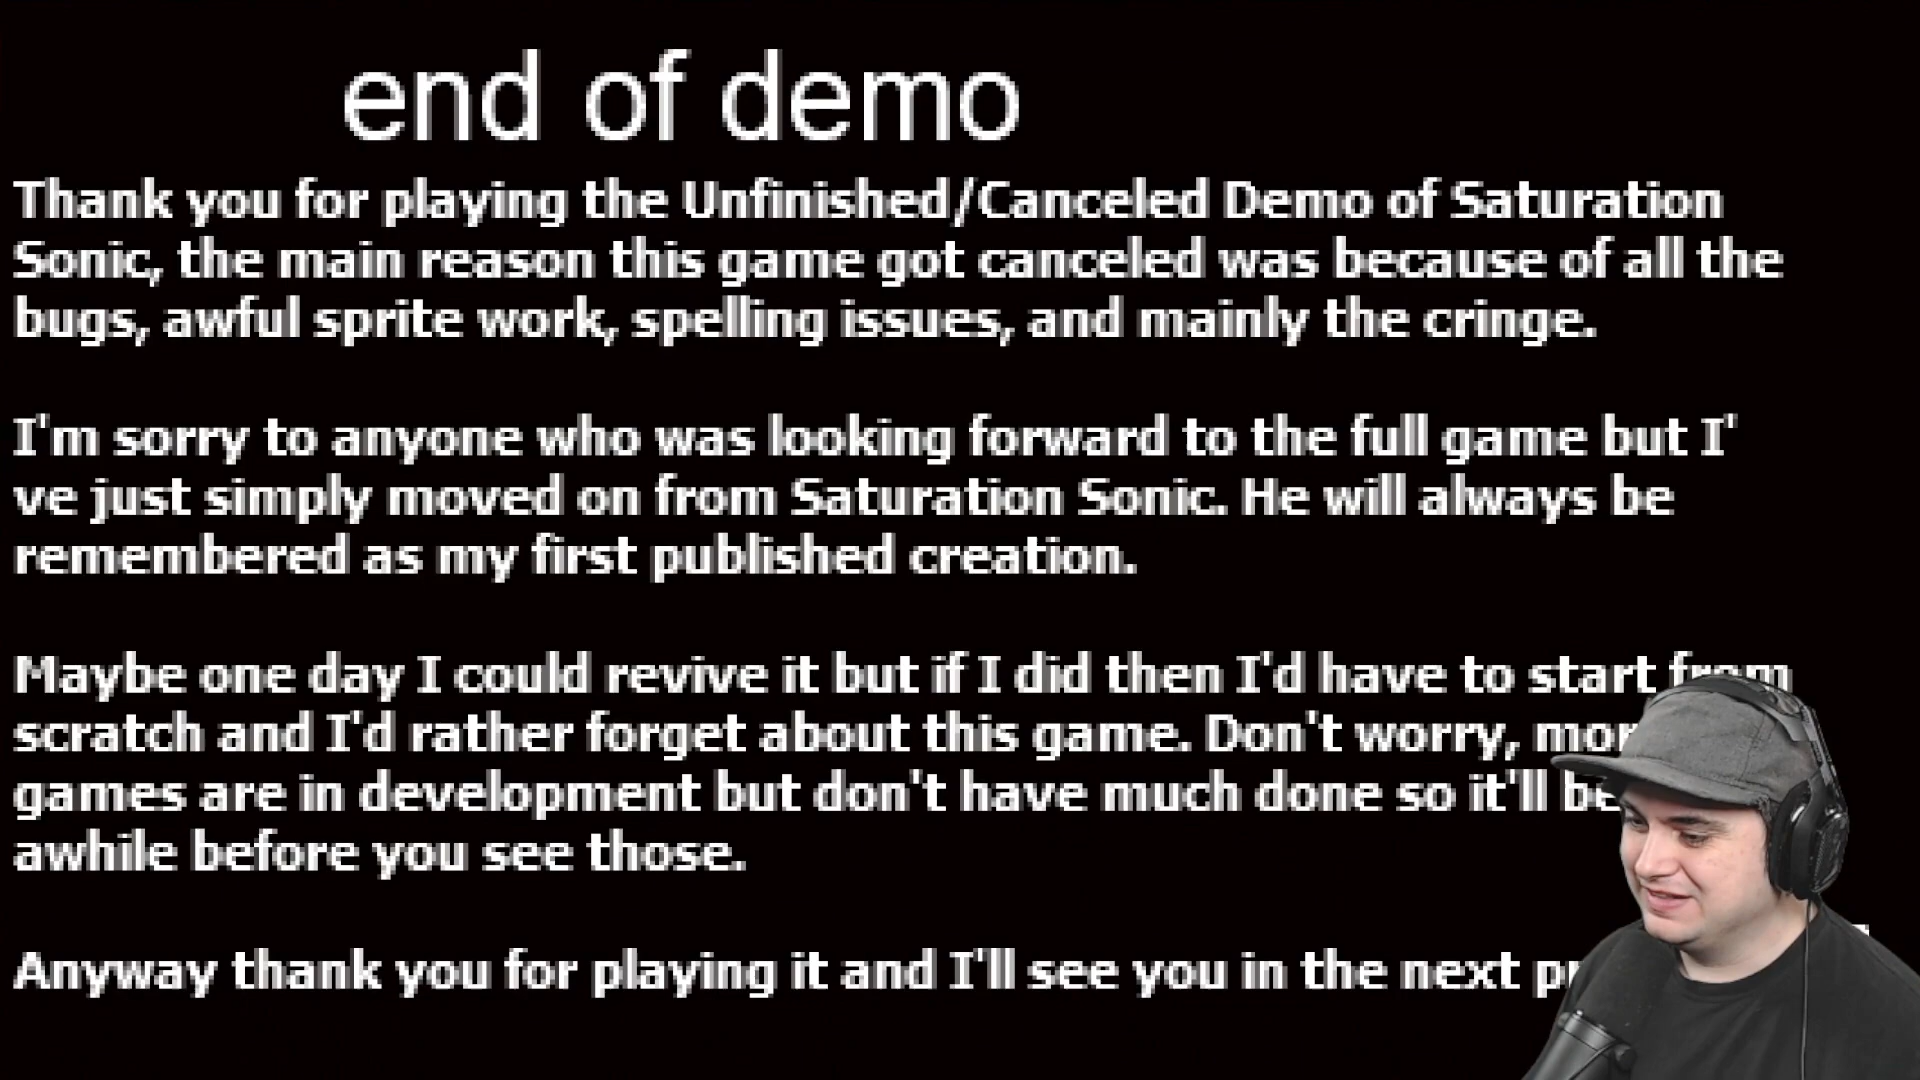 end of demo
Thank you for playing the Unfinished/Canceled Demo of Saturation
Sonic, the main reason this game got canceled was because of all the
bugs, awful sprite work, spelling issues, and mainly the cringe.
I'm sorry to anyone who was looking forward to the full game but I'
ve just simply moved on from Saturation Sonic. He will always be
remembered as my first published creation.
Maybe one day I could revive it but if I did then I'd have to start from
scratch and I'd rather forget about this game. Don't worry,
games are in development but don't have much done so it'll be
awhile before you see those.
Anyway thank you for playing it and I'll see you in the next